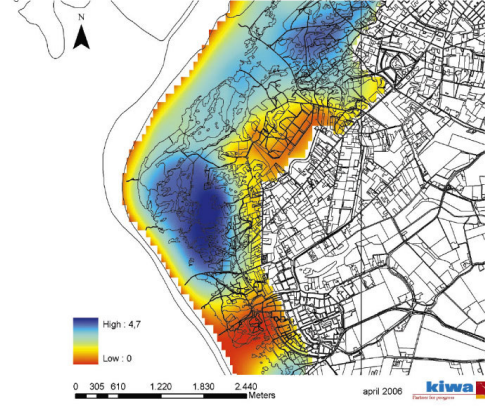 N
High : 4,7
Low : 0
0 305 610 1.220 1.830 2.440
Meters
april 2006
kiwa
Partner for progress